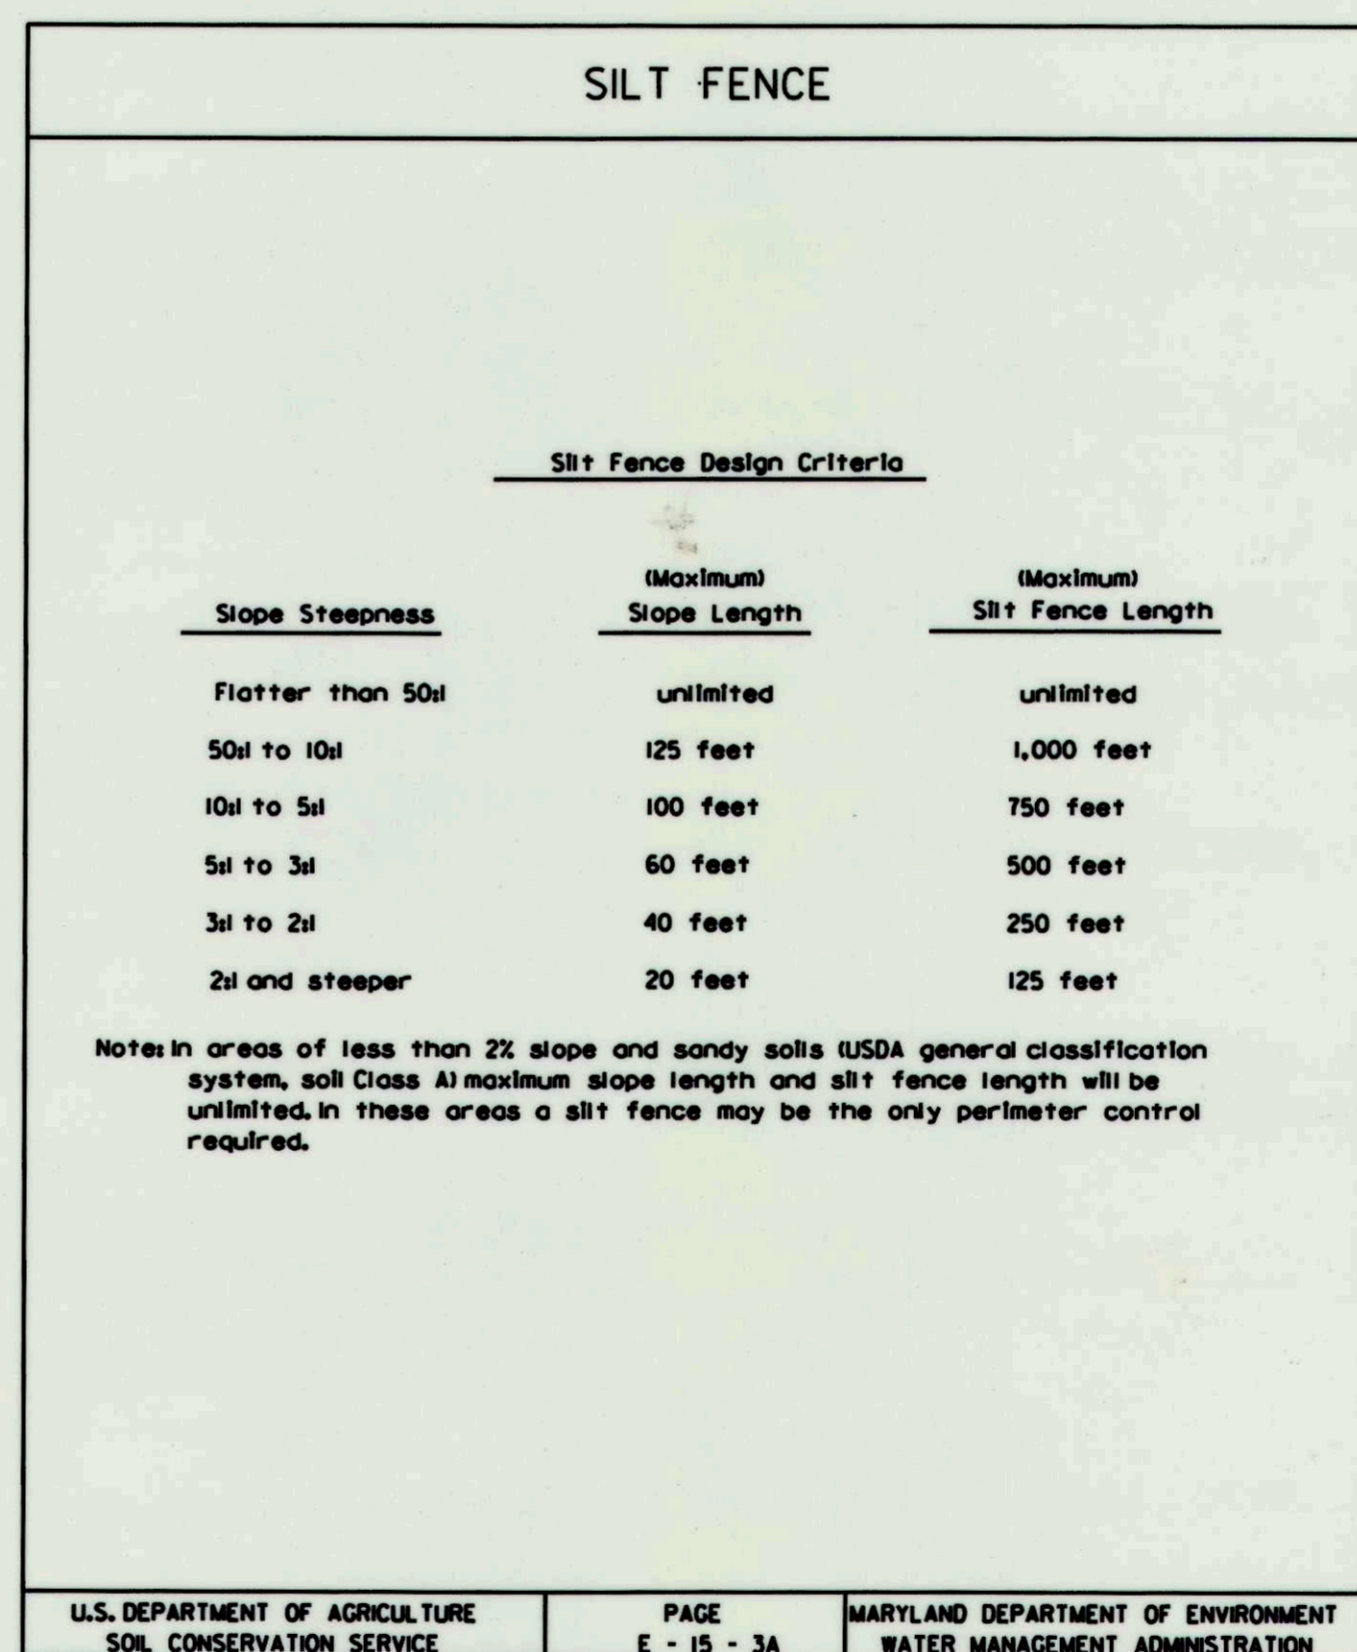 SILT FENCE
Silt Fence Design Criteria
(Maximum) (Maximum)
Slope Steepness Slope Length Silt Fence Length
Flatter than 50:1 unlimited unlimited
50:1 to 10:1 125 feet 1,000 feet
10:1 to 5:1 100 feet 750 feet
5:1 to 3:1 60 feet 500 feet
3:1 to 2:1 40 feet 250 feet
2:1 and steeper 20 feet 125 feet
Note: In areas of less than 2% slope and sandy soils (USDA general classification
system, soil Class A) maximum slope length and silt fence length will be
unlimited. In these areas a silt fence may be the only perimeter control
required.
U.S. DEPARTMENT OF AGRICULTURE PAGE MARYLAND DEPARTMENT OF ENVIRONMENT
SOIL CONSERVATION SERVICE E - 15 - 3A WATER MANAGEMENT ADMINISTRATION